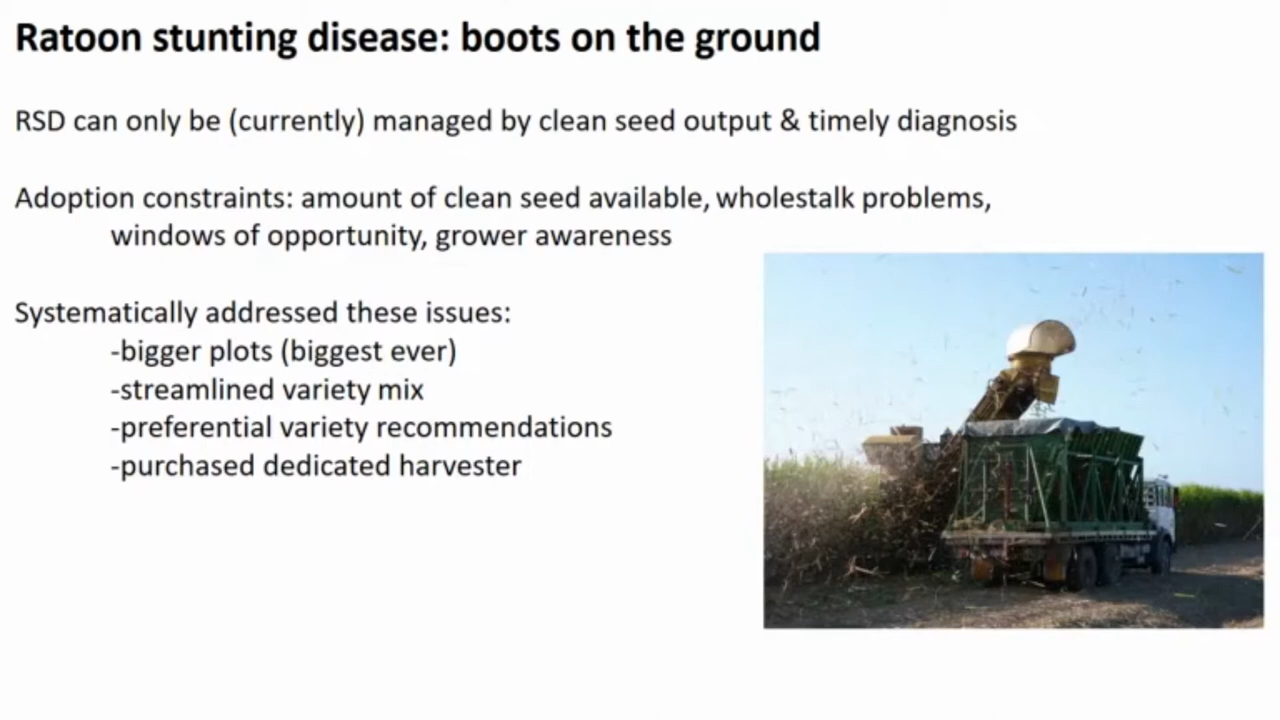 Ratoon stunting disease: boots on the ground
RSD can only be (currently) managed by clean seed output & timely diagnosis
Adoption constraints: amount of clean seed available, wholestalk problems,
windows of opportunity, grower awareness
Systematically addressed these issues:
-bigger plots (biggest ever)
-streamlined variety mix
-preferential variety recommendations
-purchased dedicated harvester